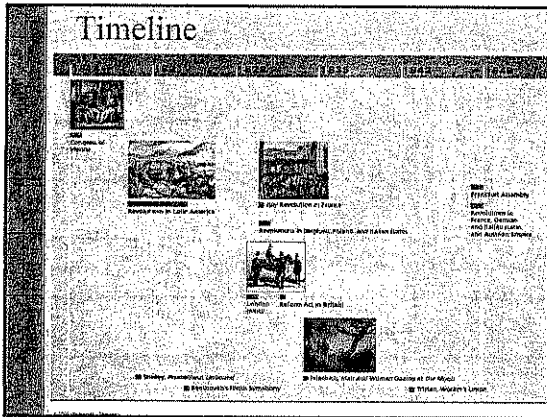 Timeline
Congress of
Vienna
Revolutions in Latin America
July Revolution in France
Revolutions in Belgium, Poland, and Italian states
London
Reform Act in Britain
Frankfurt Assembly
Revolutions in
France, German
and Italian states,
and Austrian Empire
Shelley, Prometheus Unbound
Friedrich, Man and Woman Gazing at the Moon
Beethoven's Ninth Symphony
Tristan, Worker's Union